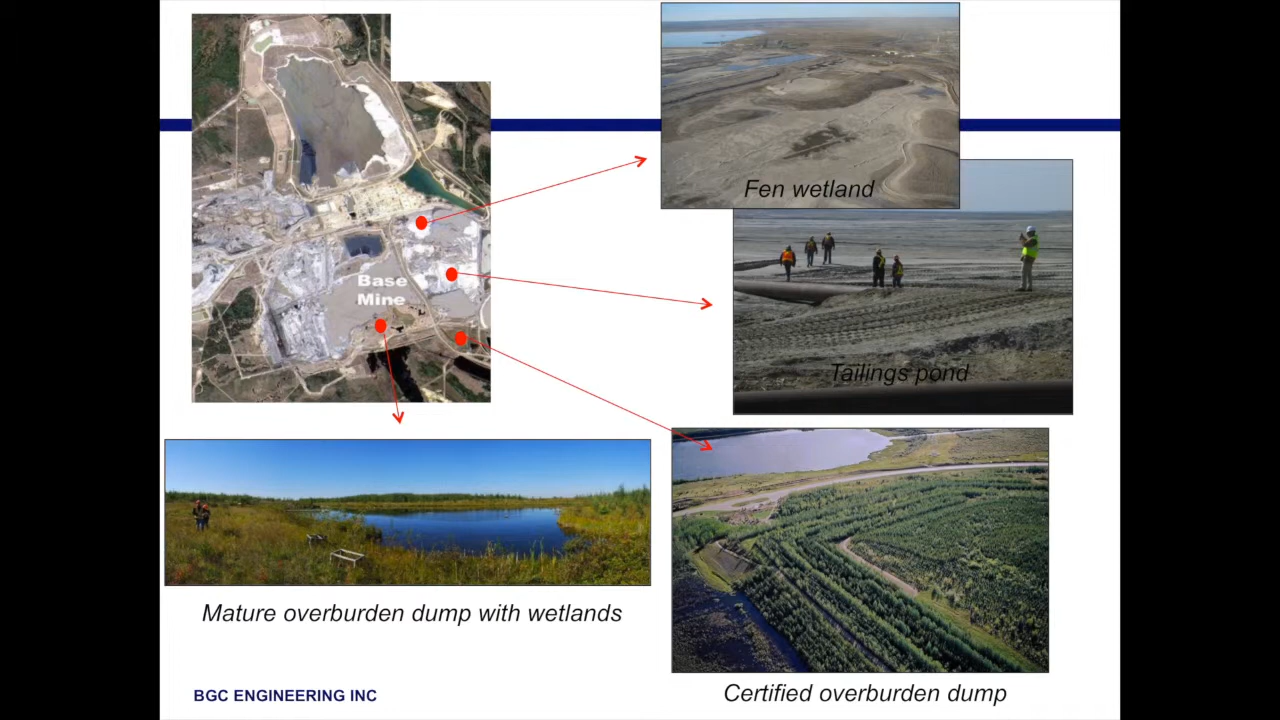 Fen wetland
Base
Mine
Tailings pond
Mature overburden dump with wetlands
Certified overburden dump
BGC ENGINEERING INC